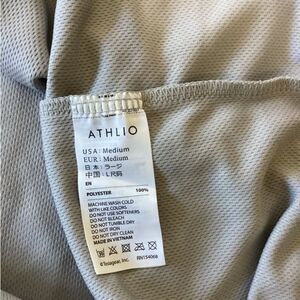 ATHLIO
USA: Medium
EUR: Medium
日本: ラージ
中国: L尺码
EN
POLYESTER 100%
MACHINE WASH COLD
WITH LIKE COLORS
DO NOT USE SOFTENERS
DO NOT BLEACH
DO NOT TUMBLE DRY
DO NOT IRON
DO NOT DRY CLEAN
MADE IN VIETNAM
©Teslagear, Inc. RN154068